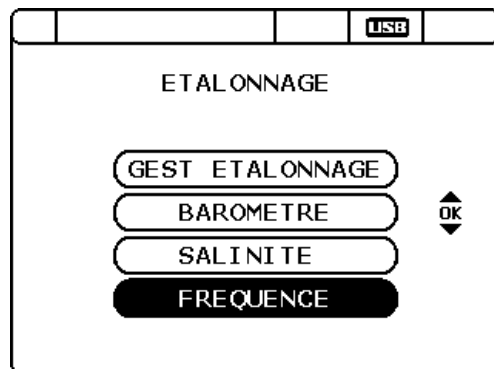 USB
ETALONNAGE
GEST ETALONNAGE
BAROMETRE
OK
SALINITE
FREQUENCE